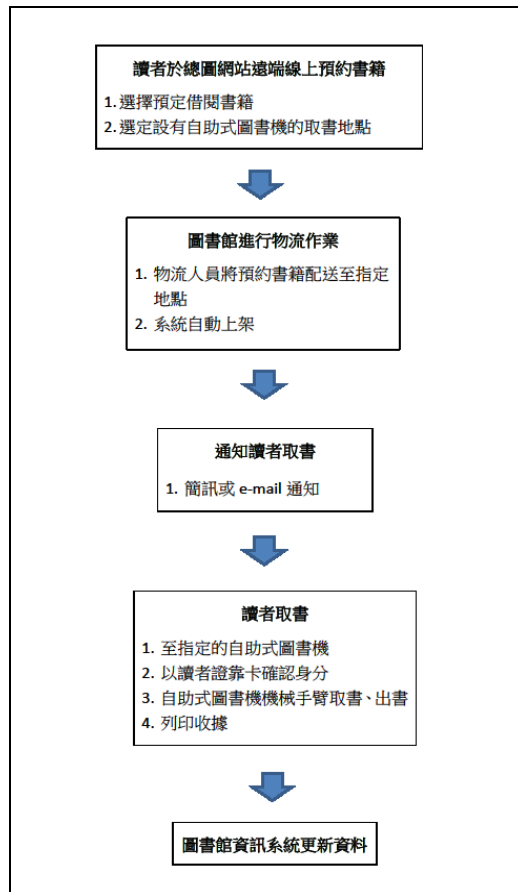 讀者於總圖網站遠端線上預約書籍
1. 選擇預定借閱書籍
2. 選定設有自助式圖書機的取書地點
圖書館進行物流作業
1. 物流人員將預約書籍配送至指定
地點
2. 系統自動上架
通知讀者取書
1. 簡訊或 e-mail 通知
讀者取書
1. 至指定的自助式圖書機
2. 以讀者證靠卡確認身分
3. 自助式圖書機機械手臂取書、出書
4. 列印收據
圖書館資訊系統更新資料